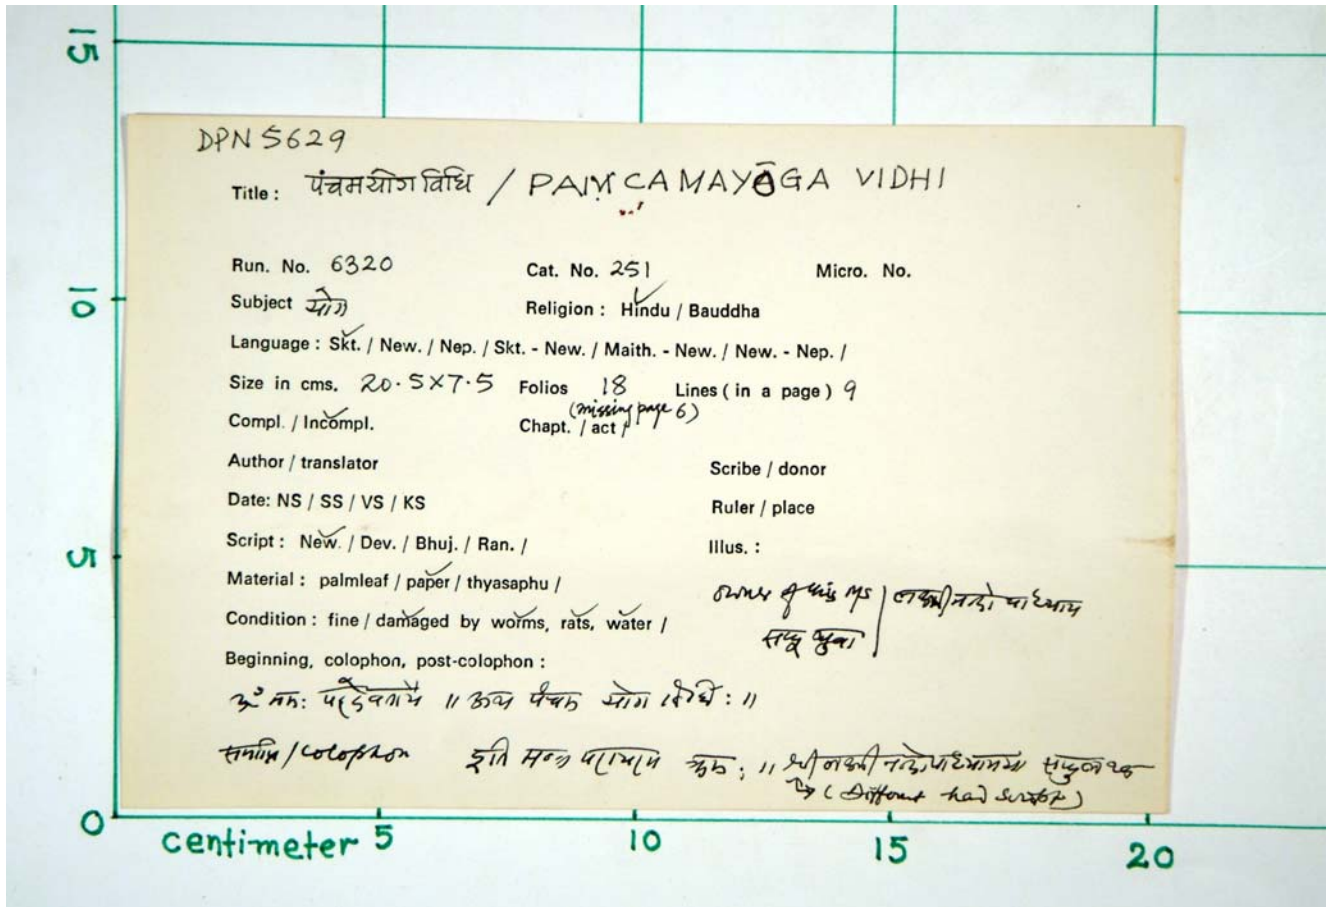 15
DPN 5629
Title : पंचमयोग विधि / PAṂCAMAYŌGA VIDHI
Run. No. 6320 Cat. No. 251 Micro. No.
10
Subject योग Religion : Hindu / Bauddha
Language : Skt. / New. / Nep. / Skt. - New. / Maith. - New. / New. - Nep. /
Size in cms. 20.5X7.5 Folios 18 Lines ( in a page ) 9
(missing page 6)
Compl. / Incompl. Chapt. / act /
Author / translator Scribe / donor
Date: NS / SS / VS / KS Ruler / place
Script : New. / Dev. / Bhuj. / Ran. / Illus. :
5
Material : palmleaf / paper / thyasaphu /
owner of this MS /
Condition : fine / damaged by worms, rats, water /
Beginning, colophon, post-colophon :
ॐ नमः ॥ अथ पंचम योग विधिः ॥
समाप्ति / colophon इति क्रमः ॥
(Different hand
0
centimeter 5 10 15 20